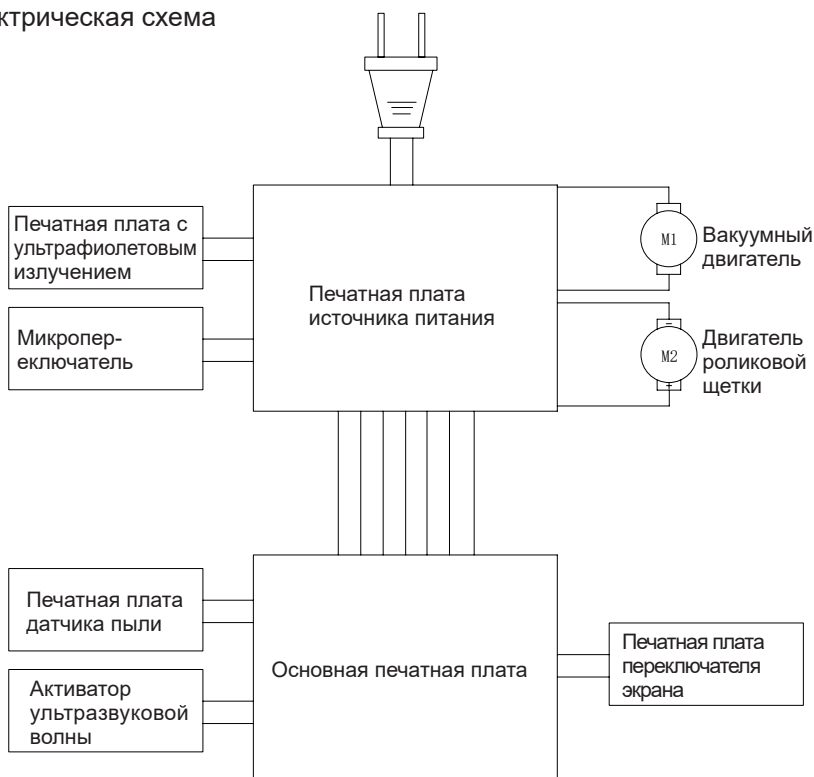 ктрическая схема
Печатная плата с
ультрафиолетовым
излучением
Микропер-
еключатель
Печатная плата
источника питания
M1
Вакуумный
двигатель
M2
Двигатель
роликовой
щетки
Печатная плата
датчика пыли
Активатор
ультразвуковой
волны
Основная печатная плата
Печатная плата
переключателя
экрана